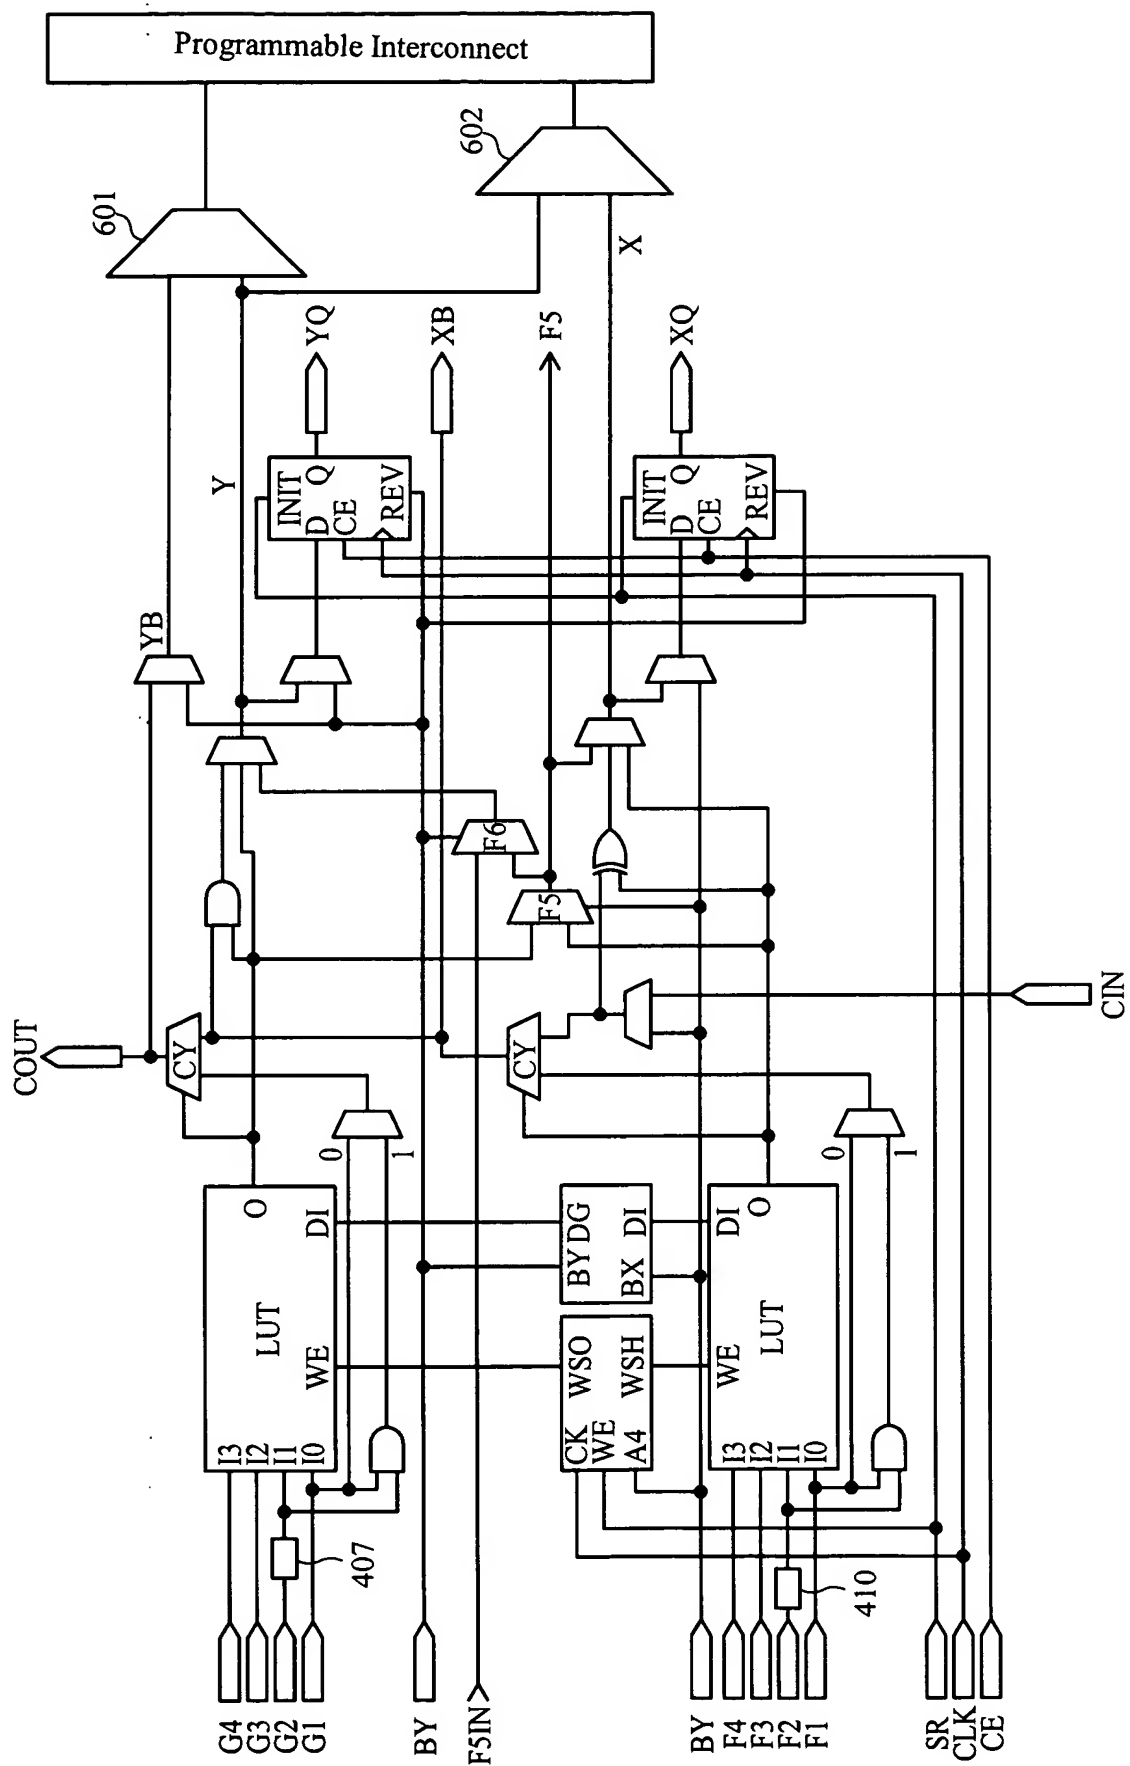 Programmable Interconnect
602
601
X
YQ
XB
F5
XQ
Y
INIT
D
Q
CE
REV
INIT
D
Q
CE
REV
YB
F6
F5
COUT
CY
CY
CIN
0
1
0
1
O
DI
LUT
WE
I3
I2
I1
I0
BY
DG
BX
DI
WSO
CK
WE
WSH
A4
DI
O
LUT
WE
I3
I2
I1
I0
407
410
G4
G3
G2
G1
BY
F5IN
BY
F4
F3
F2
F1
SR
CLK
CE